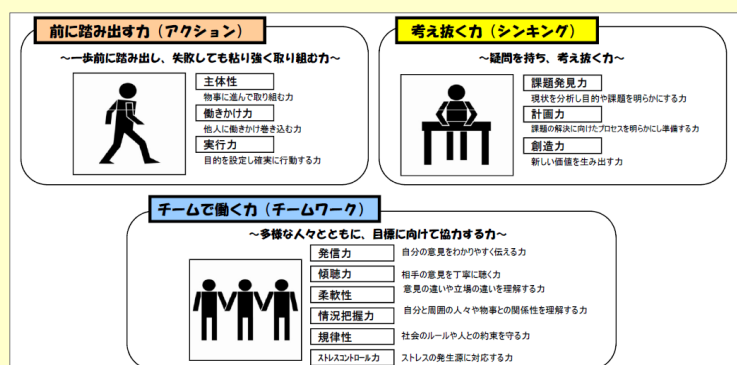 前に踏み出す力（アクション）
～一歩前に踏み出し、失敗しても粘り強く取り組む力～
主体性
物事に進んで取り組む力
働きかけ力
他人に働きかけ巻き込む力
実行力
目的を設定し確実に行動する力
考え抜く力（シンキング）
～疑問を持ち、考え抜く力～
課題発見力
現状を分析し目的や課題を明らかにする力
計画力
課題の解決に向けたプロセスを明らかにし準備する力
創造力
新しい価値を生み出す力
チームで働く力（チームワーク）
～多様な人々とともに、目標に向けて協力する力～
発信力 自分の意見をわかりやすく伝える力
傾聴力 相手の意見を丁寧に聴く力
柔軟性 意見の違いや立場の違いを理解する力
情況把握力 自分と周囲の人々や物事との関係性を理解する力
規律性 社会のルールや人との約束を守る力
ストレスコントロール力 ストレスの発生源に対応する力